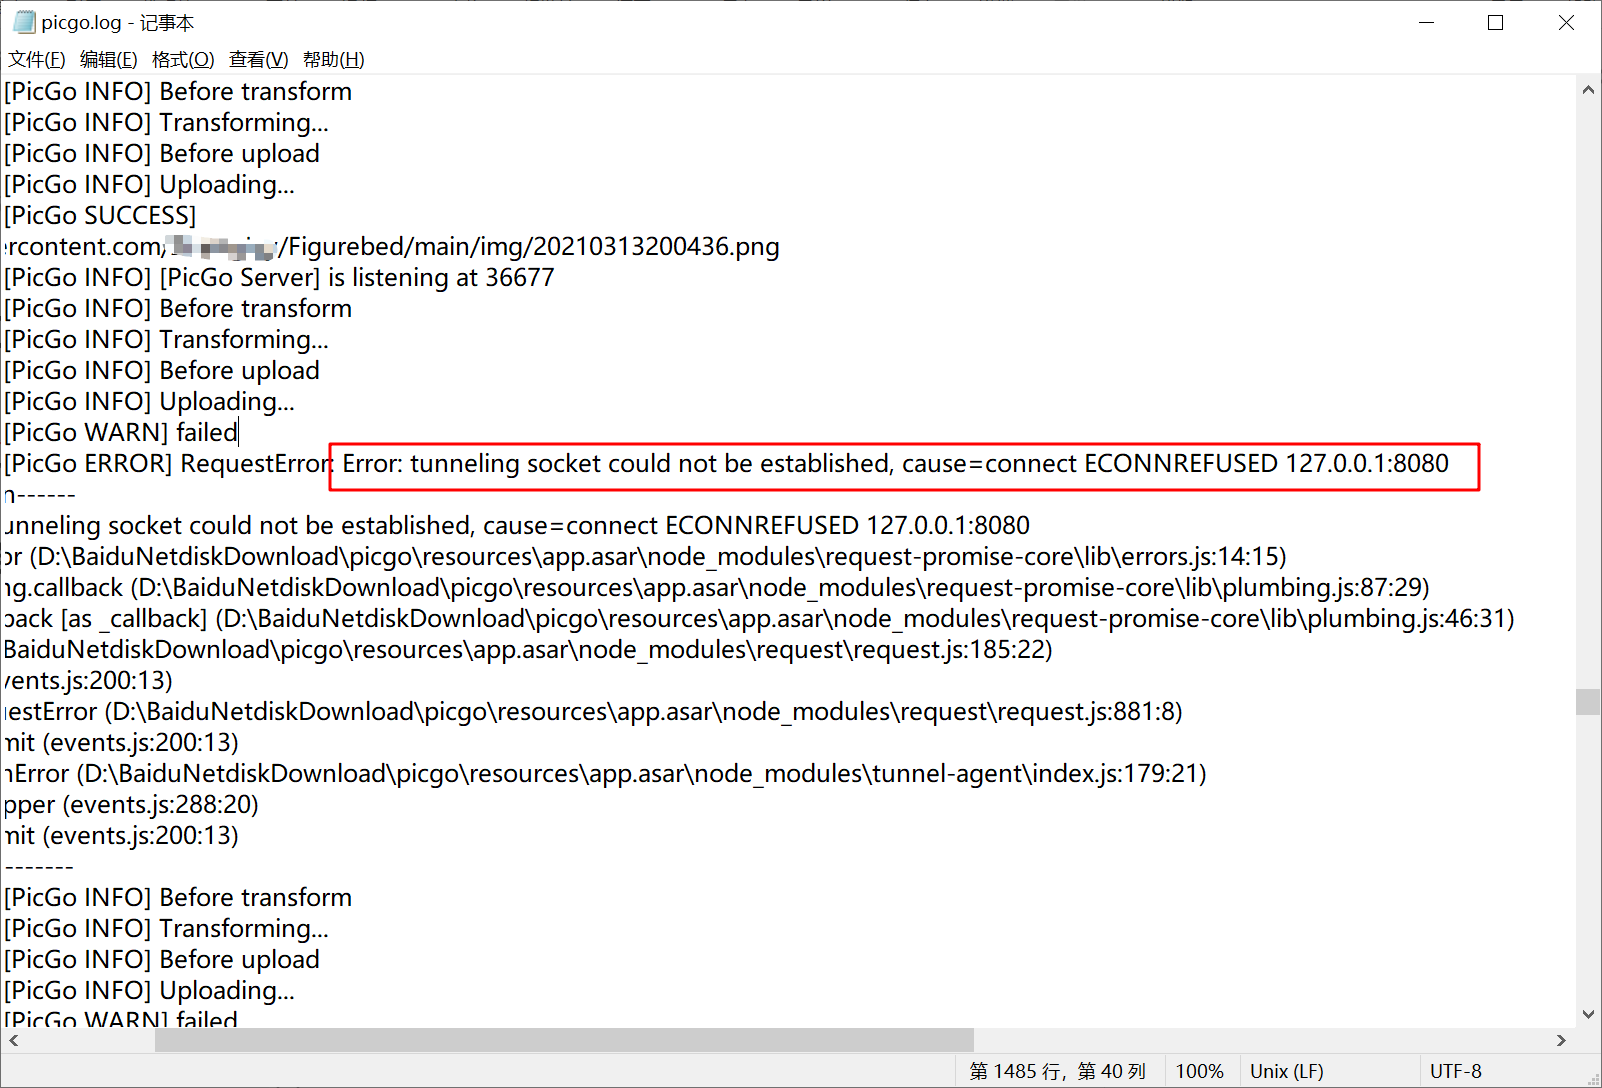 picgo.log - 记事本
文件(F) 编辑(E) 格式(O) 查看(V) 帮助(H)
[PicGo INFO] Before transform
[PicGo INFO] Transforming...
[PicGo INFO] Before upload
[PicGo INFO] Uploading...
[PicGo SUCCESS]
ercontent.com/ /Figurebed/main/img/20210313200436.png
[PicGo INFO] [PicGo Server] is listening at 36677
[PicGo INFO] Before transform
[PicGo INFO] Transforming...
[PicGo INFO] Before upload
[PicGo INFO] Uploading...
[PicGo WARN] failed
[PicGo ERROR] RequestError: Error: tunneling socket could not be established, cause=connect ECONNREFUSED 127.0.0.1:8080
n------
unneling socket could not be established, cause=connect ECONNREFUSED 127.0.0.1:8080
or (D:\BaiduNetdiskDownload\picgo\resources\app.asar\node_modules\request-promise-core\lib\errors.js:14:15)
ng.callback (D:\BaiduNetdiskDownload\picgo\resources\app.asar\node_modules\request-promise-core\lib\plumbing.js:87:29)
back [as _callback] (D:\BaiduNetdiskDownload\picgo\resources\app.asar\node_modules\request-promise-core\lib\plumbing.js:46:31)
BaiduNetdiskDownload\picgo\resources\app.asar\node_modules\request\request.js:185:22)
vents.js:200:13)
uestError (D:\BaiduNetdiskDownload\picgo\resources\app.asar\node_modules\request\request.js:881:8)
mit (events.js:200:13)
nError (D:\BaiduNetdiskDownload\picgo\resources\app.asar\node_modules\tunnel-agent\index.js:179:21)
pper (events.js:288:20)
mit (events.js:200:13)
-------
[PicGo INFO] Before transform
[PicGo INFO] Transforming...
[PicGo INFO] Before upload
[PicGo INFO] Uploading...
[PicGo WARN] failed
第 1485 行，第 40 列 100% Unix (LF) UTF-8